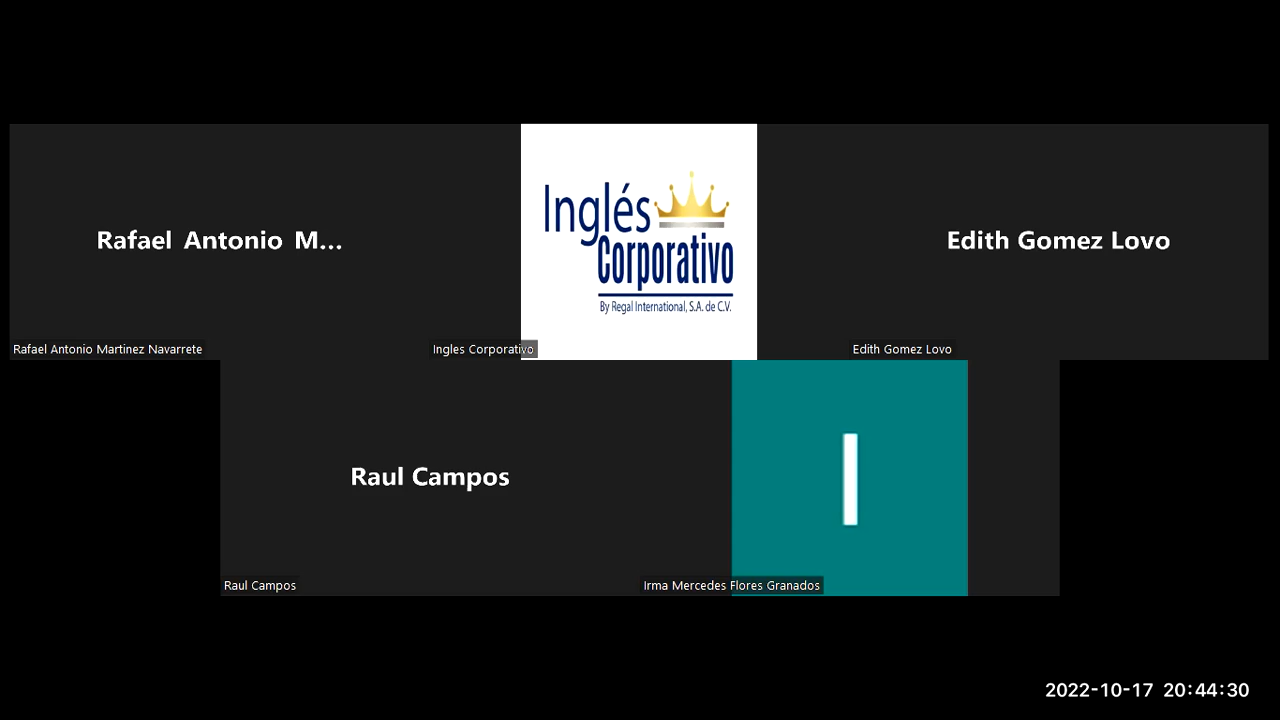 Rafael Antonio M...
Rafael Antonio Martinez Navarrete
Inglés
Corporativo
By Regal International, S.A. de C.V.
Ingles Corporativo
Edith Gomez Lovo
Edith Gomez Lovo
Raul Campos
Raul Campos
I
Irma Mercedes Flores Granados
2022-10-17 20:44:30